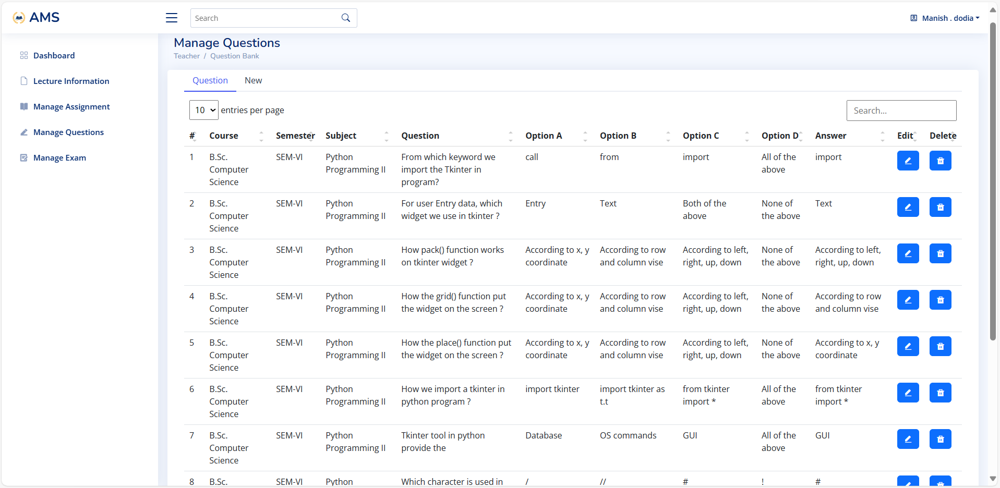 AMS
Search
Manish . dodia
Dashboard
Lecture Information
Manage Assignment
Manage Questions
Manage Exam
Manage Questions
Teacher / Question Bank
Question New
10 entries per page
Search...
# Course Semester Subject Question Option A Option B Option C Option D Answer Edit Delete
1 B.Sc. SEM-VI Python From which keyword we call from import All of the import
Computer Programming II import the Tkinter in above
Science program?
2 B.Sc. SEM-VI Python For user Entry data, which Entry Text Both of the None of Text
Computer Programming II widget we use in tkinter ? above the above
Science
3 B.Sc. SEM-VI Python How pack() function works According to x, y According to row According to left, None of According to left,
Computer Programming II on tkinter widget ? coordinate and column vise right, up, down the above right, up, down
Science
4 B.Sc. SEM-VI Python How the grid() function put According to x, y According to row According to left, None of According to row
Computer Programming II the widget on the screen ? coordinate and column vise right, up, down the above and column vise
Science
5 B.Sc. SEM-VI Python How the place() function put According to x, y According to row According to left, None of According to x, y
Computer Programming II the widget on the screen ? coordinate and column vise right, up, down the above coordinate
Science
6 B.Sc. SEM-VI Python How we import a tkinter in import tkinter import tkinter as from tkinter All of the from tkinter
Computer Programming II python program ? t.t import * above import *
Science
7 B.Sc. SEM-VI Python Tkinter tool in python Database OS commands GUI All of the GUI
Computer Programming II provide the above
Science
8 B.Sc. SEM-VI Python Which character is used in / // # ! #